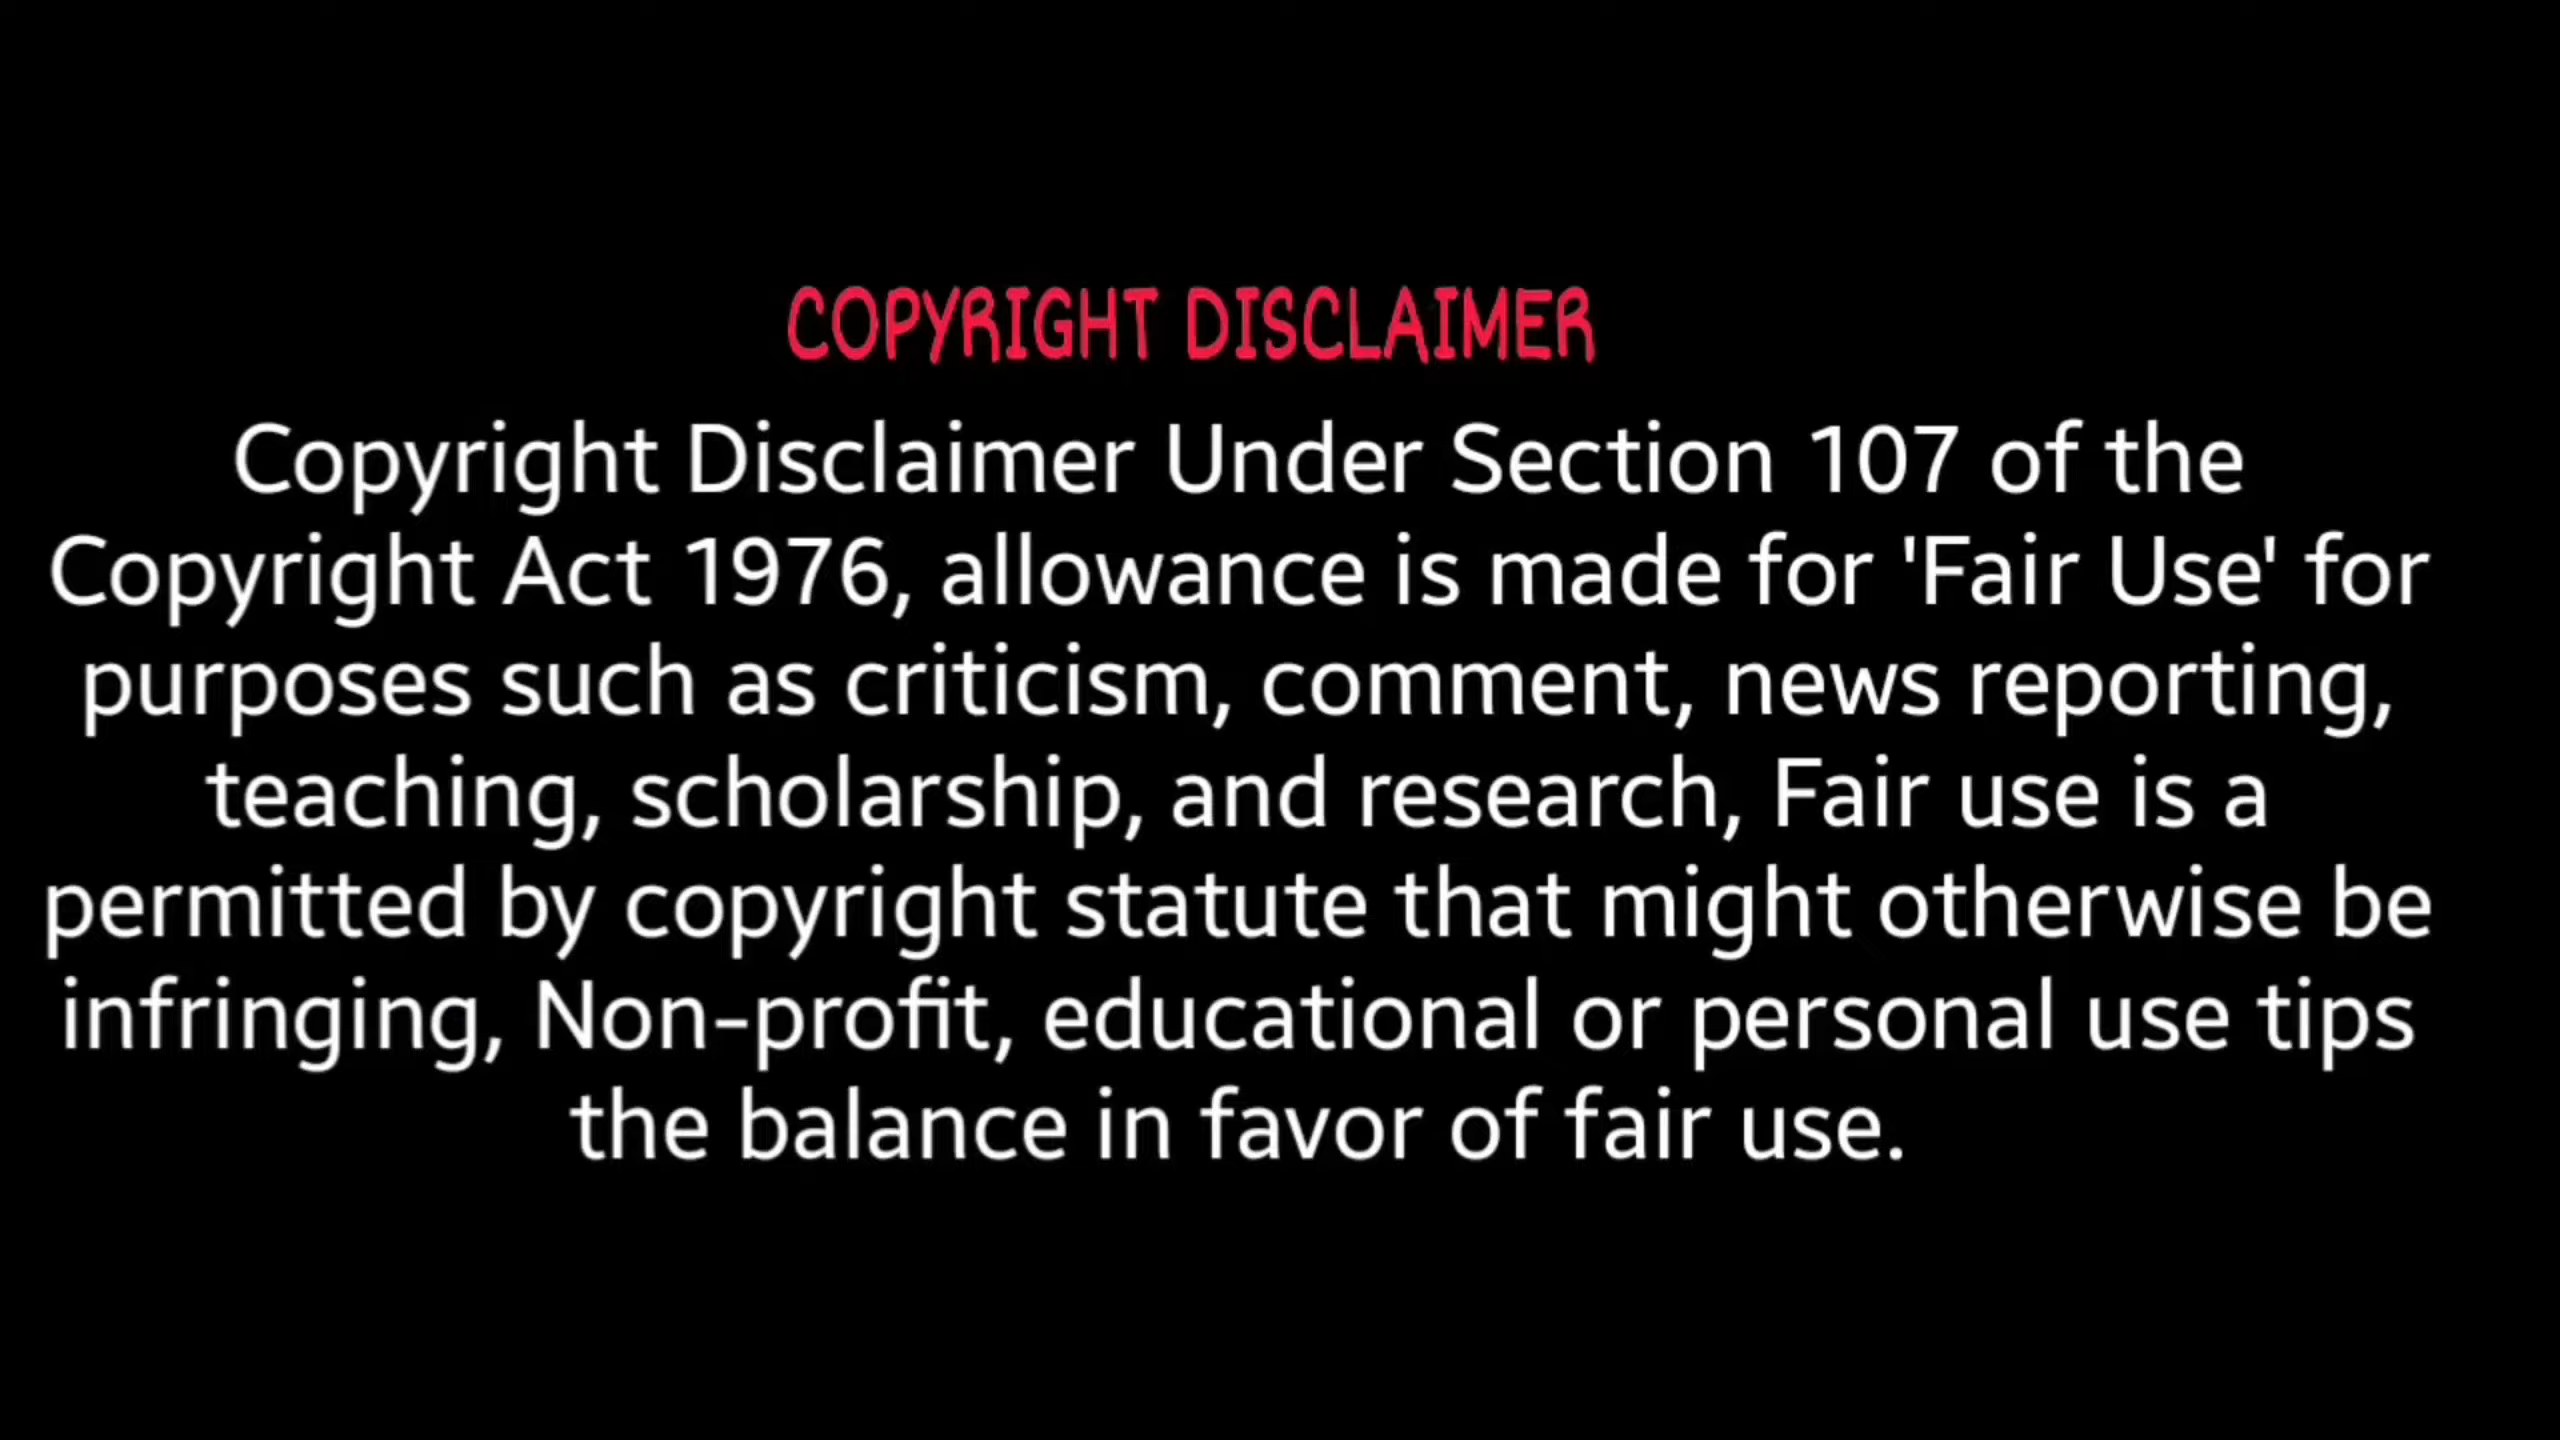 COPYRIGHT DISCLAIMER
Copyright Disclaimer Under Section 107 of the
Copyright Act 1976, allowance is made for 'Fair Use' for
purposes such as criticism, comment, news reporting,
teaching, scholarship, and research, Fair use is a
permitted by copyright statute that might otherwise be
infringing, Non-profit, educational or personal use tips
the balance in favor of fair use.